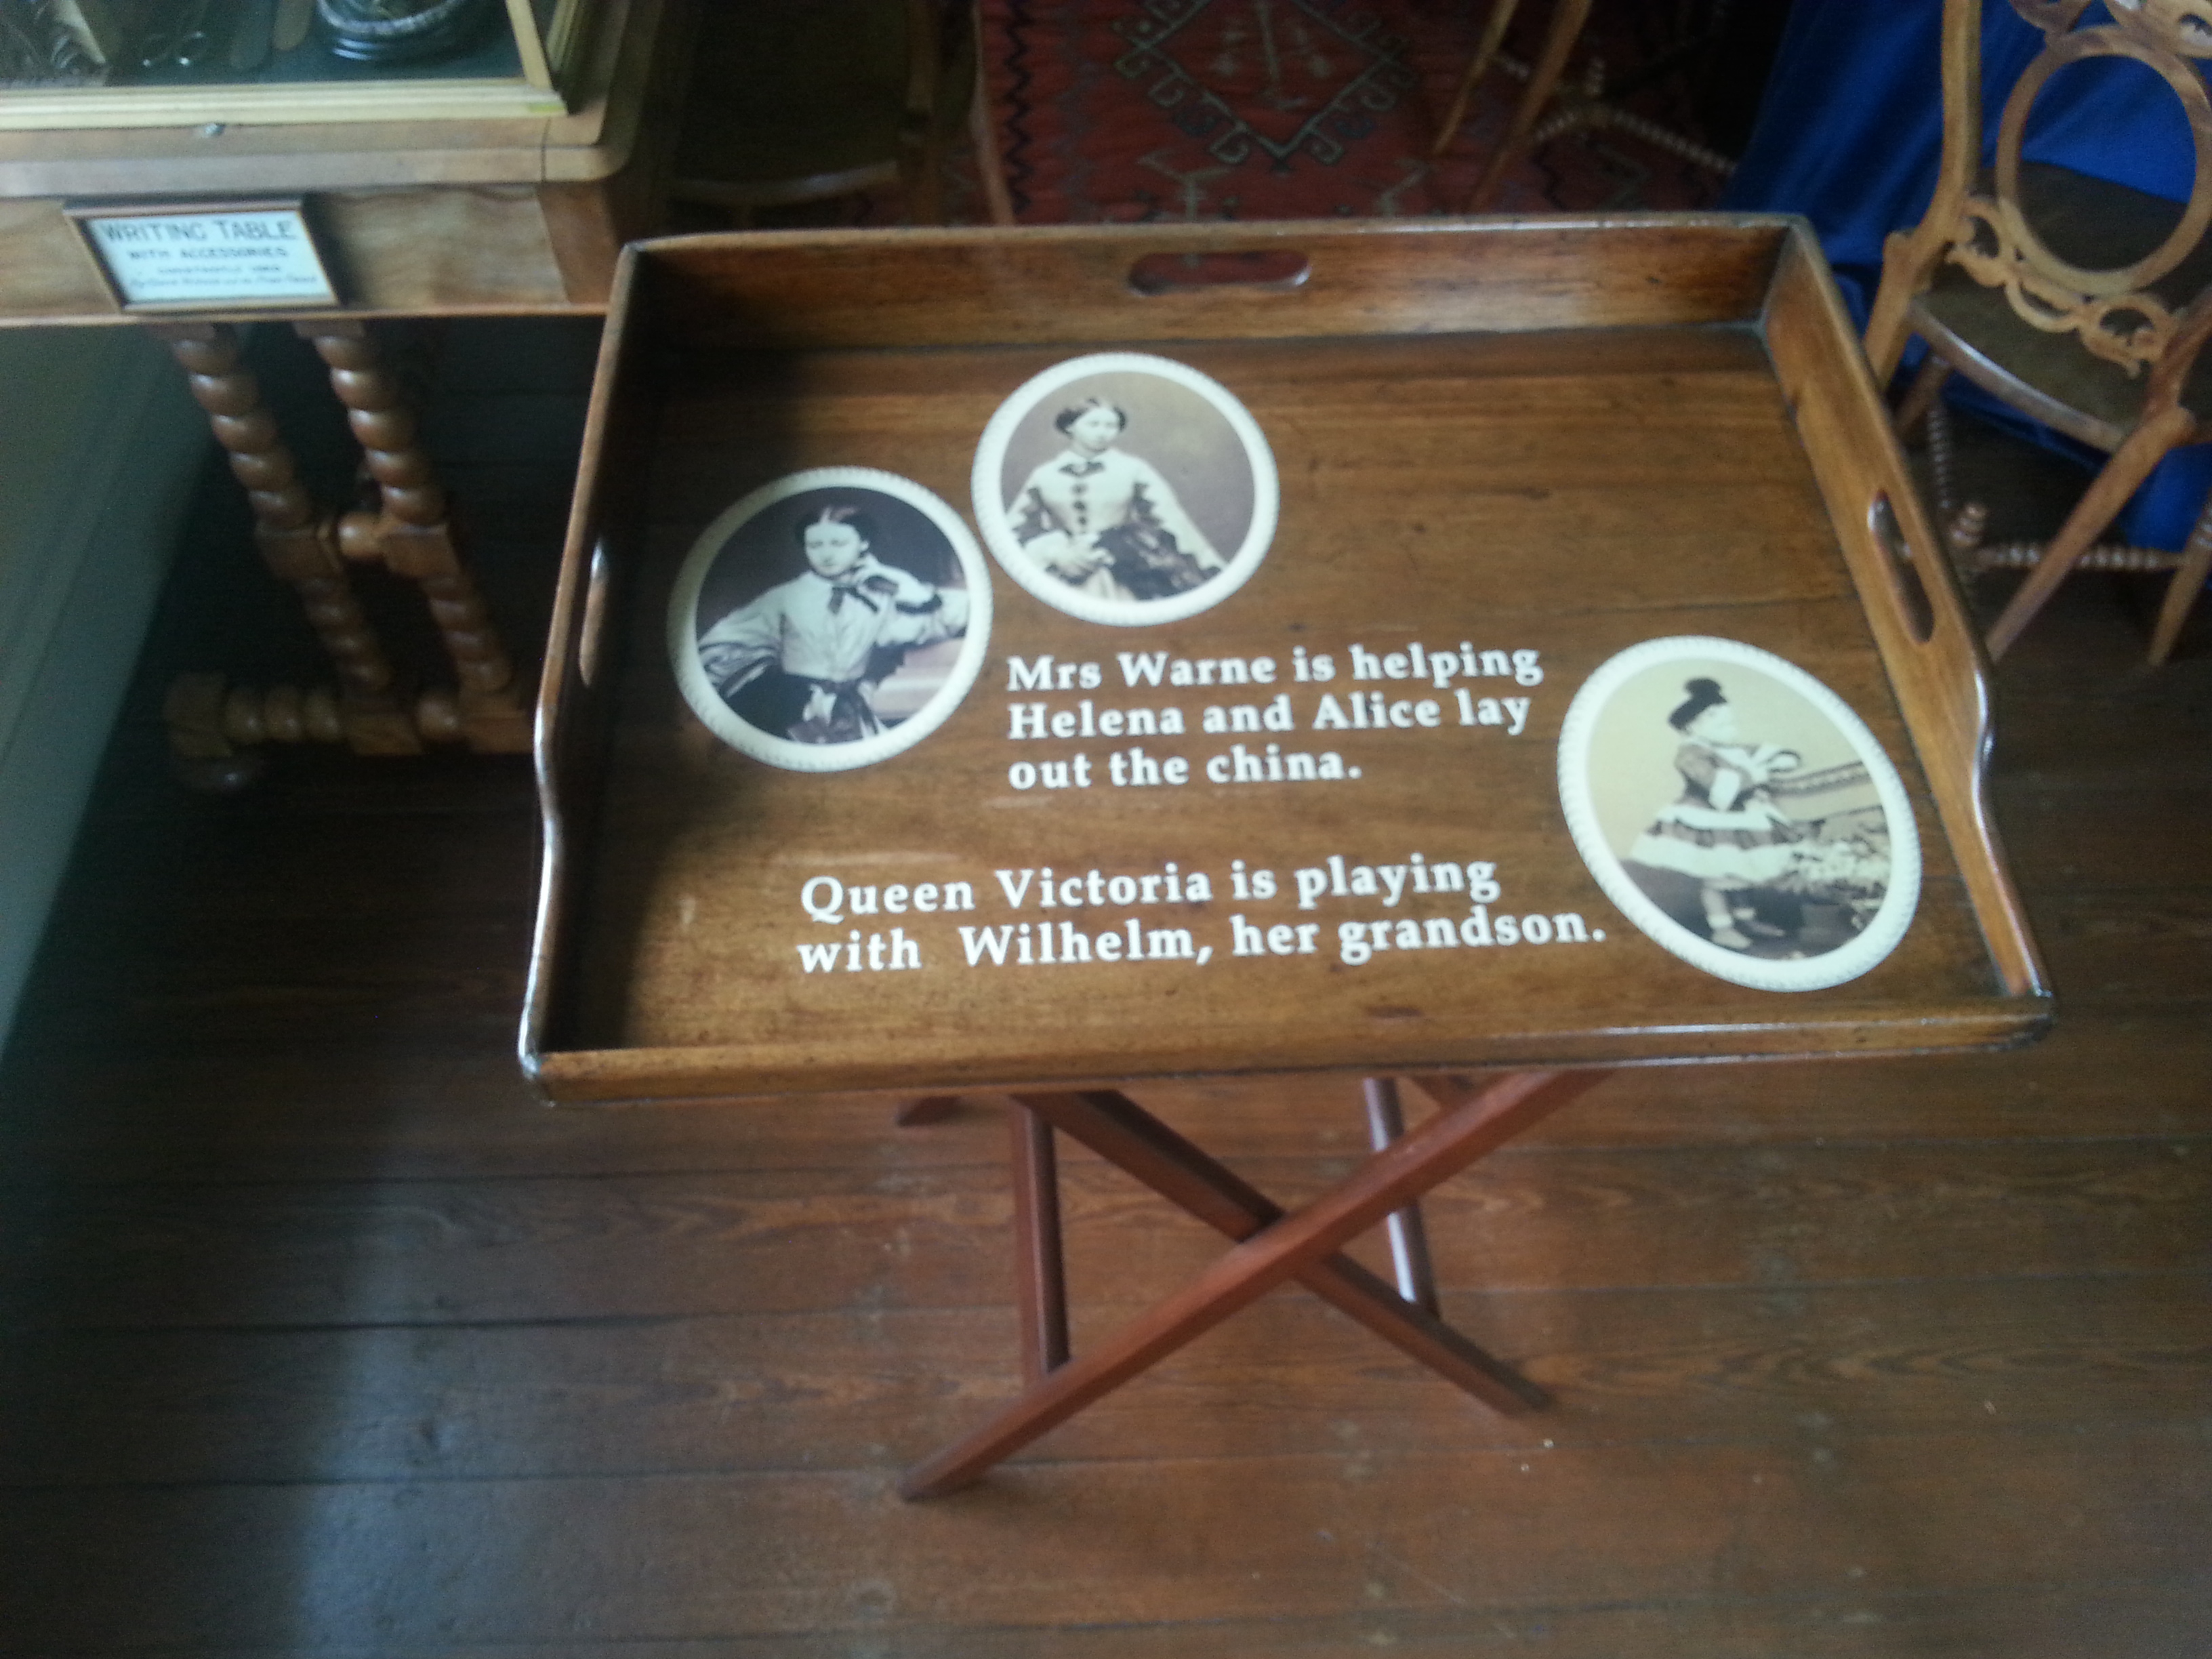 WRITING TABLE
WITH ACCESSORIES
Mrs Warne is helping
Helena and Alice lay
out the china.
Queen Victoria is playing
with Wilhelm, her grandson.